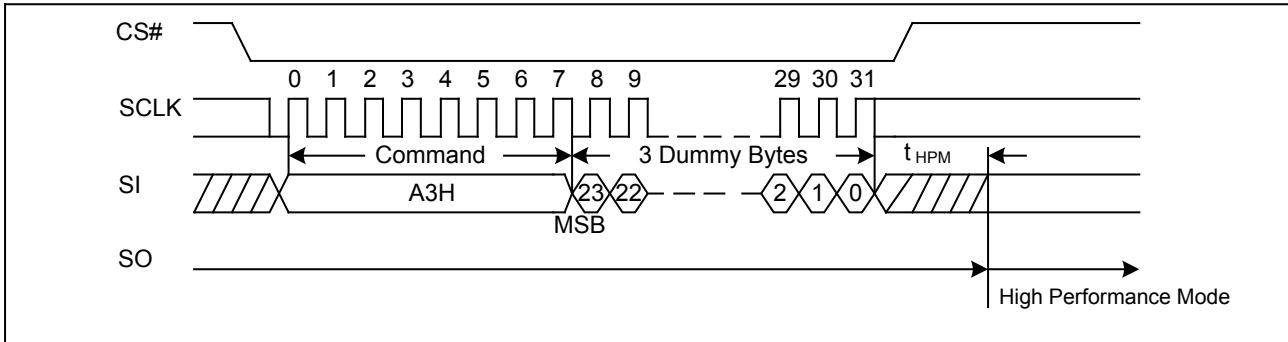 CS#
0 1 2 3 4 5 6 7 8 9 29 30 31
SCLK
Command 3 Dummy Bytes t HPM
SI A3H 23 22 2 1 0
MSB
SO
High Performance Mode